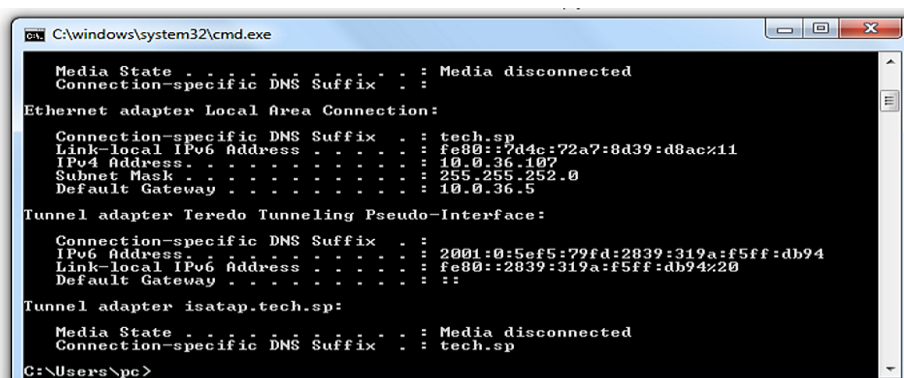 C:\windows\system32\cmd.exe
Media State . . . . . . . . . . . : Media disconnected
Connection-specific DNS Suffix  . :
Ethernet adapter Local Area Connection:
Connection-specific DNS Suffix  . : tech.sp
Link-local IPv6 Address . . . . . : fe80::7d4c:72a7:8d39:d8ac%11
IPv4 Address. . . . . . . . . . . : 10.0.36.107
Subnet Mask . . . . . . . . . . . : 255.255.252.0
Default Gateway . . . . . . . . . : 10.0.36.5
Tunnel adapter Teredo Tunneling Pseudo-Interface:
Connection-specific DNS Suffix  . :
IPv6 Address. . . . . . . . . . . : 2001:0:5ef5:79fd:2839:319a:f5ff:db94
Link-local IPv6 Address . . . . . : fe80::2839:319a:f5ff:db94%20
Default Gateway . . . . . . . . . : ::
Tunnel adapter isatap.tech.sp:
Media State . . . . . . . . . . . : Media disconnected
Connection-specific DNS Suffix  . : tech.sp
C:\Users\pc>